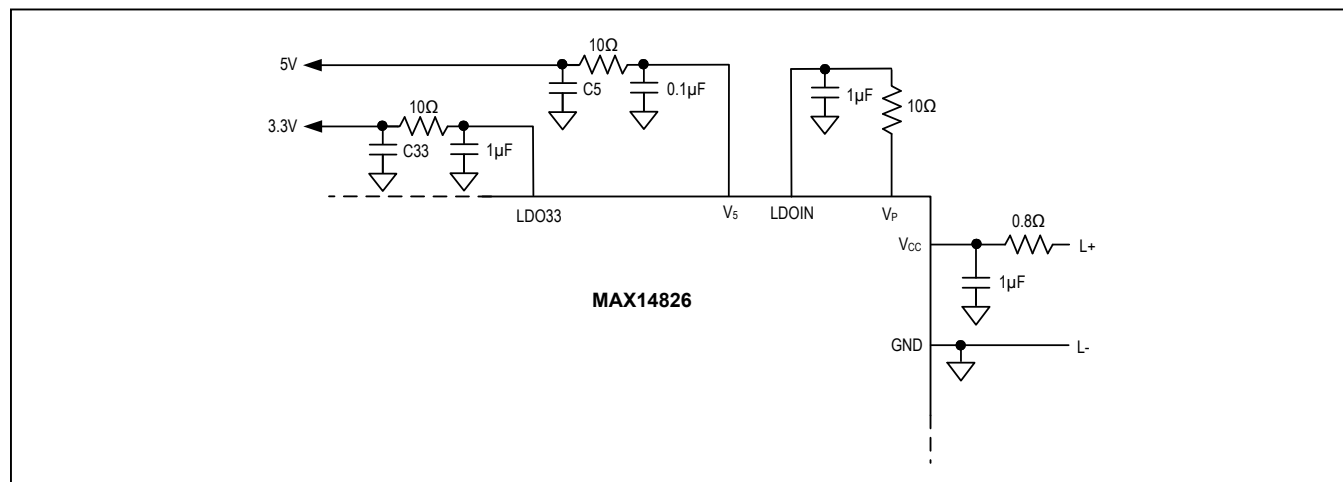 10Ω
5V
C5
0.1µF
1µF
10Ω
10Ω
3.3V
C33
1µF
LDO33
V₅
LDOIN
Vₚ
V_CC
0.8Ω
L+
1µF
MAX14826
GND
L-